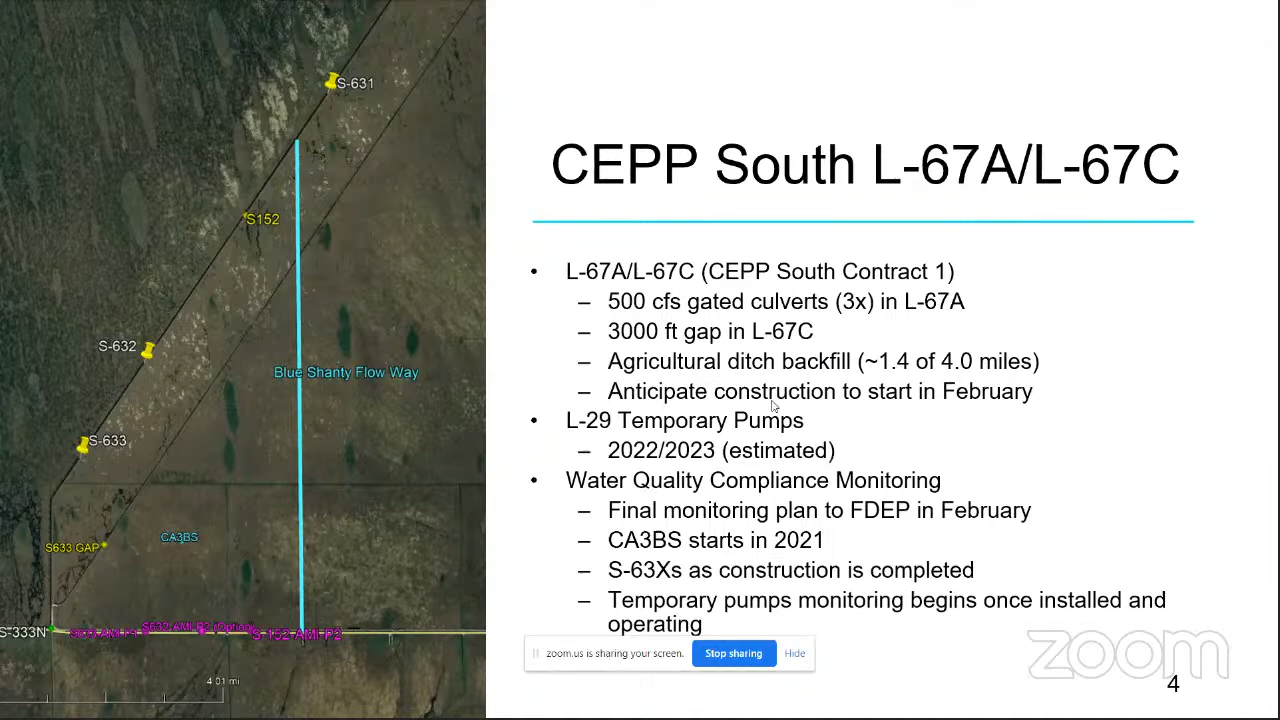 S-631
CEPP South L-67A/L-67C
S152
• L-67A/L-67C (CEPP South Contract 1)
– 500 cfs gated culverts (3x) in L-67A
– 3000 ft gap in L-67C
S-632
– Agricultural ditch backfill (~1.4 of 4.0 miles)
Blue Shanty Flow Way
– Anticipate construction to start in February
• L-29 Temporary Pumps
S-633
– 2022/2023 (estimated)
• Water Quality Compliance Monitoring
– Final monitoring plan to FDEP in February
CA3BS
– CA3BS starts in 2021
S633 GAP
– S-63Xs as construction is completed
– Temporary pumps monitoring begins once installed and
operating
S-333N
S-152 AMI-P2
zoom.us is sharing your screen. Stop sharing Hide
zoom
4.01 mi
4